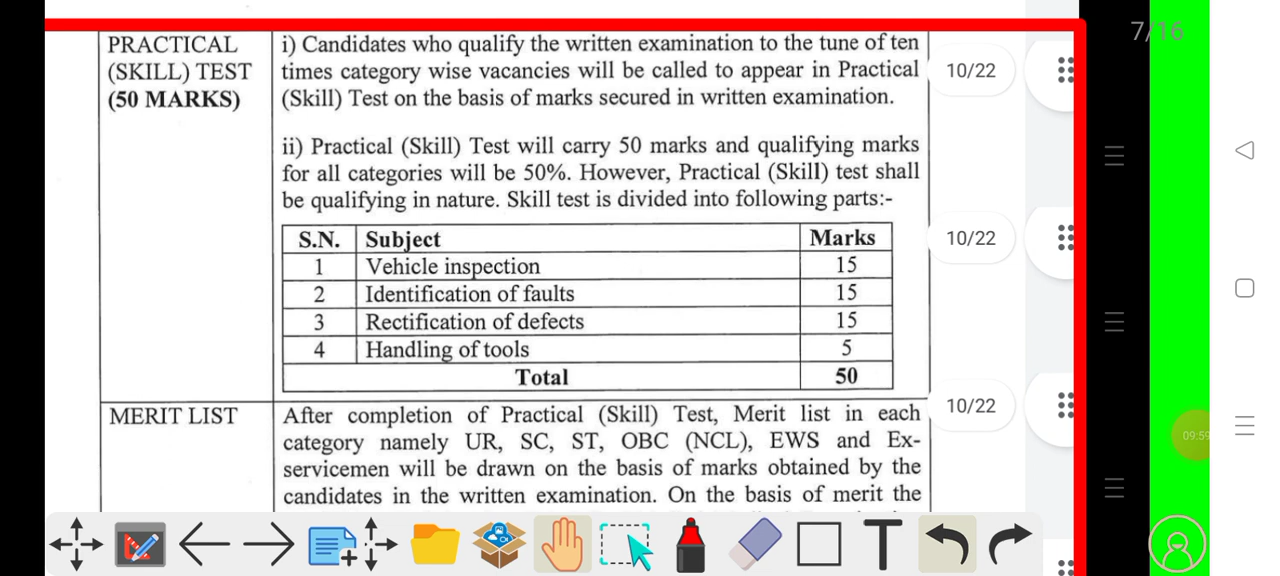 7/16
PRACTICAL
(SKILL) TEST
(50 MARKS)
i) Candidates who qualify the written examination to the tune of ten
times category wise vacancies will be called to appear in Practical
(Skill) Test on the basis of marks secured in written examination.
ii) Practical (Skill) Test will carry 50 marks and qualifying marks
for all categories will be 50%. However, Practical (Skill) test shall
be qualifying in nature. Skill test is divided into following parts:-
S.N. Subject Marks
1 Vehicle inspection 15
2 Identification of faults 15
3 Rectification of defects 15
4 Handling of tools 5
Total 50
MERIT LIST
After completion of Practical (Skill) Test, Merit list in each
category namely UR, SC, ST, OBC (NCL), EWS and Ex-
servicemen will be drawn on the basis of marks obtained by the
candidates in the written examination. On the basis of merit the
10/22
10/22
10/22
09:59
T